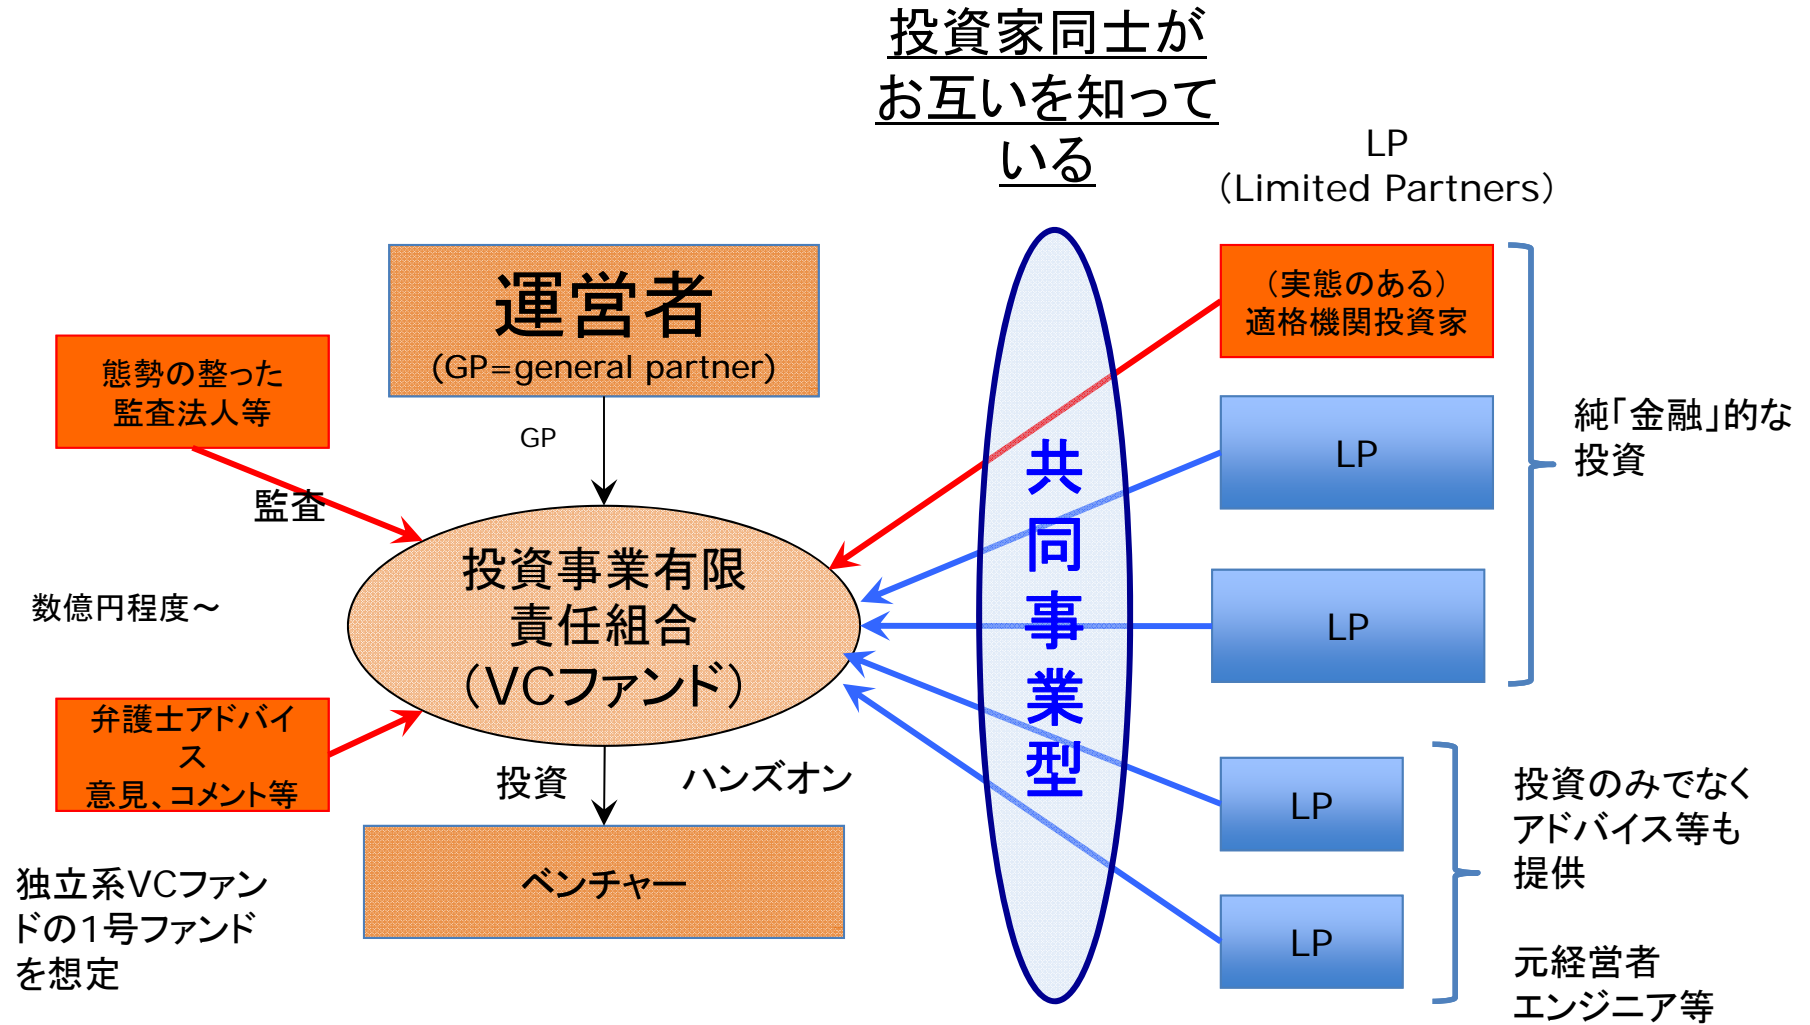 投資家同士が
お互いを知って
いる
LP
（Limited Partners）
運営者
(GP=general partner)
（実態のある）
適格機関投資家
態勢の整った
監査法人等
GP
LP
純「金融」的な
投資
監査
共同事業型
投資事業有限
責任組合
（VCファンド）
数億円程度～
LP
弁護士アドバイ
ス
意見、コメント等
投資
ハンズオン
LP
投資のみでなく
アドバイス等も
提供
ベンチャー
独立系VCファン
ドの１号ファンド
を想定
LP
元経営者
エンジニア等